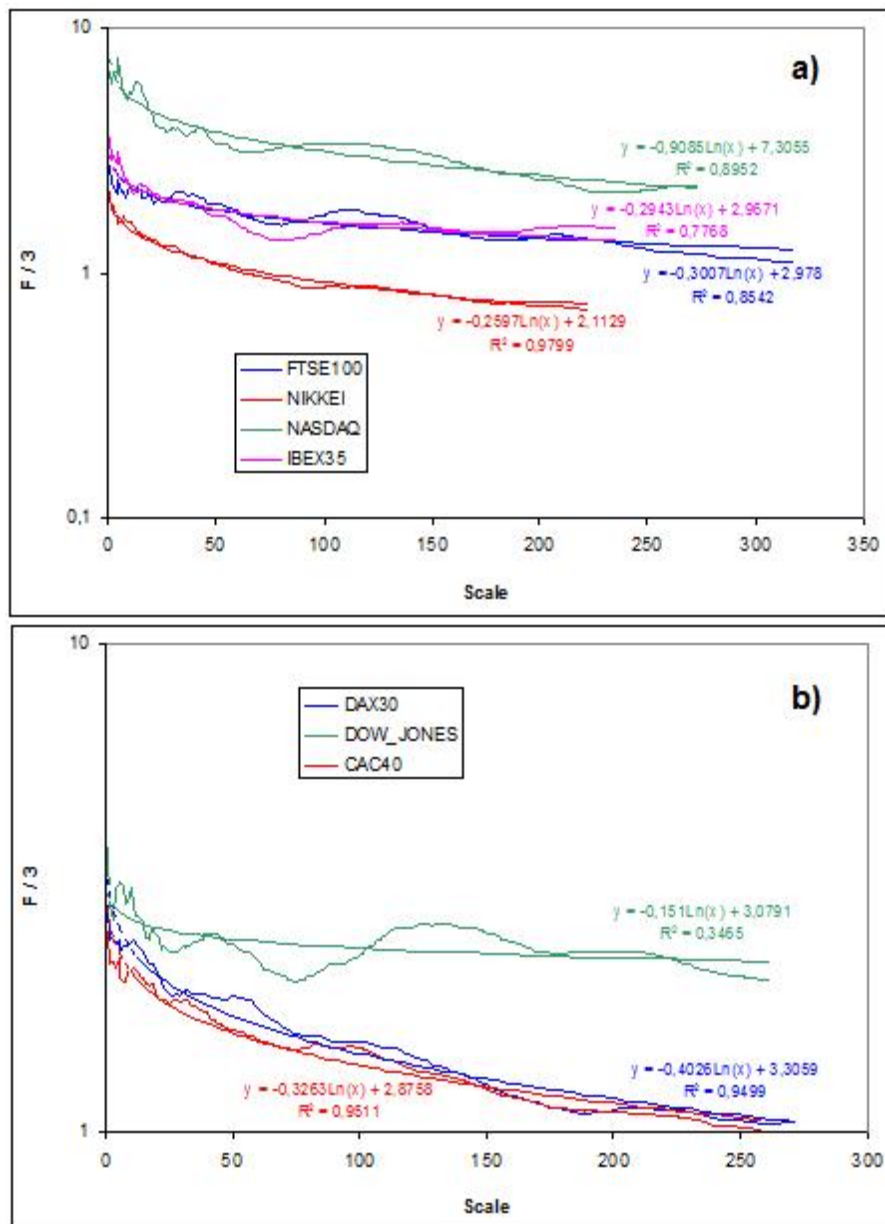 10
a)
y = -0,9085Ln(x) + 7,3055
R² = 0,8952
y = -0,2943Ln(x) + 2,9671
R² = 0,7768
F / 3
1
y = -0,3007Ln(x) + 2,978
R² = 0,8542
y = -0,2597Ln(x) + 2,1129
R² = 0,9799
FTSE100
NIKKEI
NASDAQ
IBEX35
0,1
0 50 100 150 200 250 300 350
Scale
10
b)
DAX30
DOW_JONES
CAC40
F / 3
y = -0,151Ln(x) + 3,0791
R² = 0,3465
y = -0,4026Ln(x) + 3,3059
R² = 0,9499
y = -0,3263Ln(x) + 2,8758
R² = 0,9511
1
0 50 100 150 200 250 300
Scale